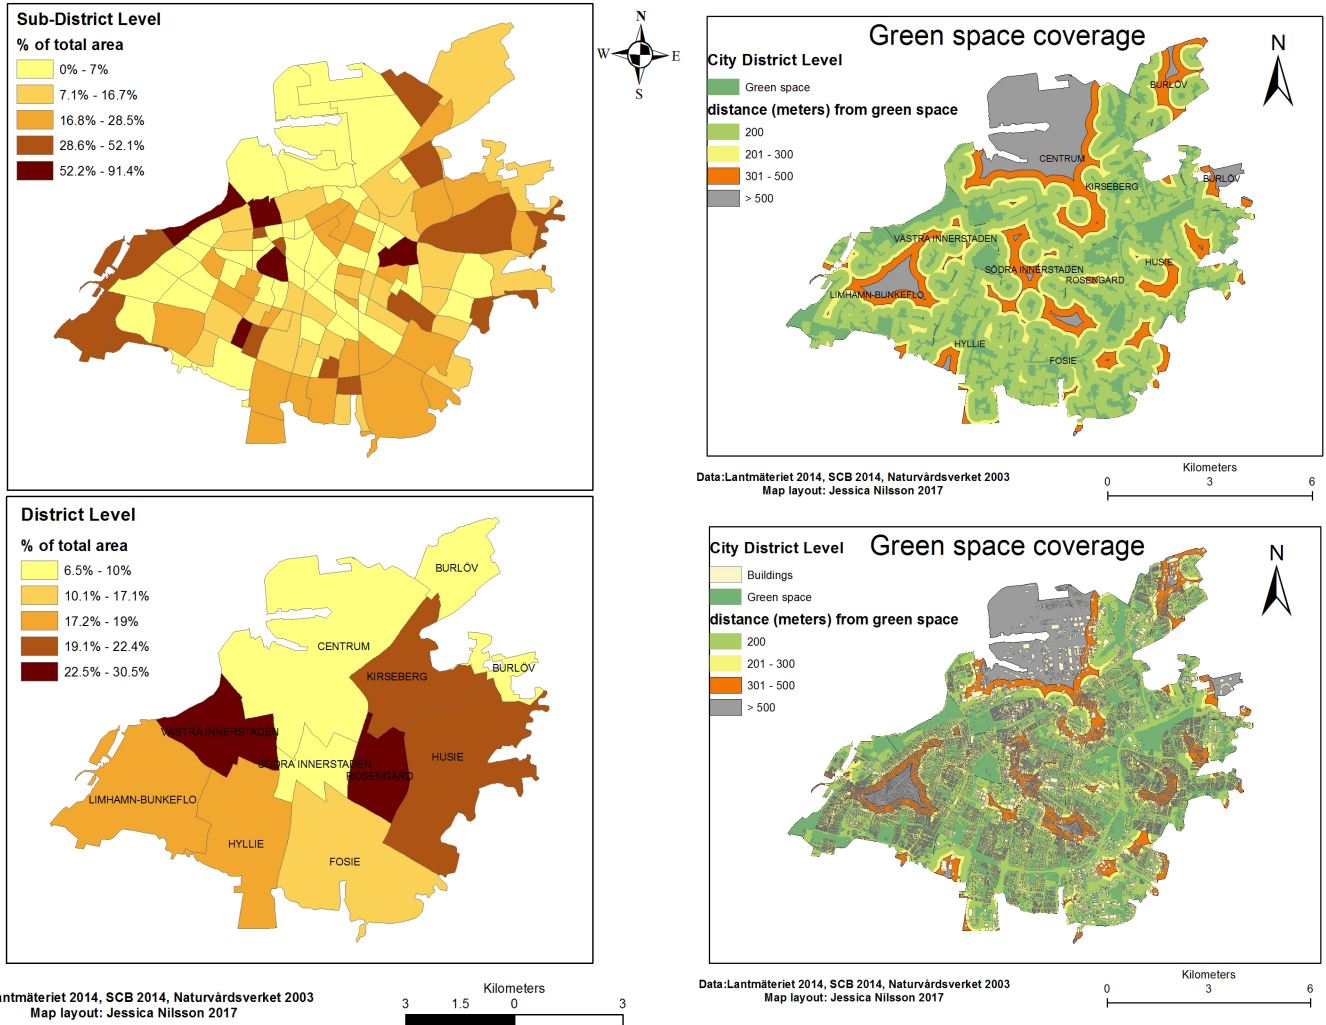 Sub-District Level
% of total area
0% - 7%
7.1% - 16.7%
16.8% - 28.5%
28.6% - 52.1%
52.2% - 91.4%
N
W
E
S
District Level
% of total area
6.5% - 10%
10.1% - 17.1%
17.2% - 19%
19.1% - 22.4%
22.5% - 30.5%
BURLÖV
CENTRUM
BURLÖV
KIRSEBERG
VÄSTRA INNERSTADEN
HUSIE
SÖDRA INNERSTADEN
ROSENGÅRD
LIMHAMN-BUNKEFLO
HYLLIE
FOSIE
ntmäteriet 2014, SCB 2014, Naturvårdsverket 2003
Map layout: Jessica Nilsson 2017
Kilometers
3 1.5 0 3
Green space coverage
City District Level
Green space
distance (meters) from green space
200
201 - 300
301 - 500
> 500
N
BURLÖV
CENTRUM
BURLÖV
KIRSEBERG
VÄSTRA INNERSTADEN
HUSIE
SÖDRA INNERSTADEN
ROSENGÅRD
LIMHAMN-BUNKEFLO
HYLLIE
FOSIE
Data:Lantmäteriet 2014, SCB 2014, Naturvårdsverket 2003
Map layout: Jessica Nilsson 2017
Kilometers
0 3 6
City District Level
Green space coverage
Buildings
Green space
distance (meters) from green space
200
201 - 300
301 - 500
> 500
N
Data:Lantmäteriet 2014, SCB 2014, Naturvårdsverket 2003
Map layout: Jessica Nilsson 2017
Kilometers
0 3 6